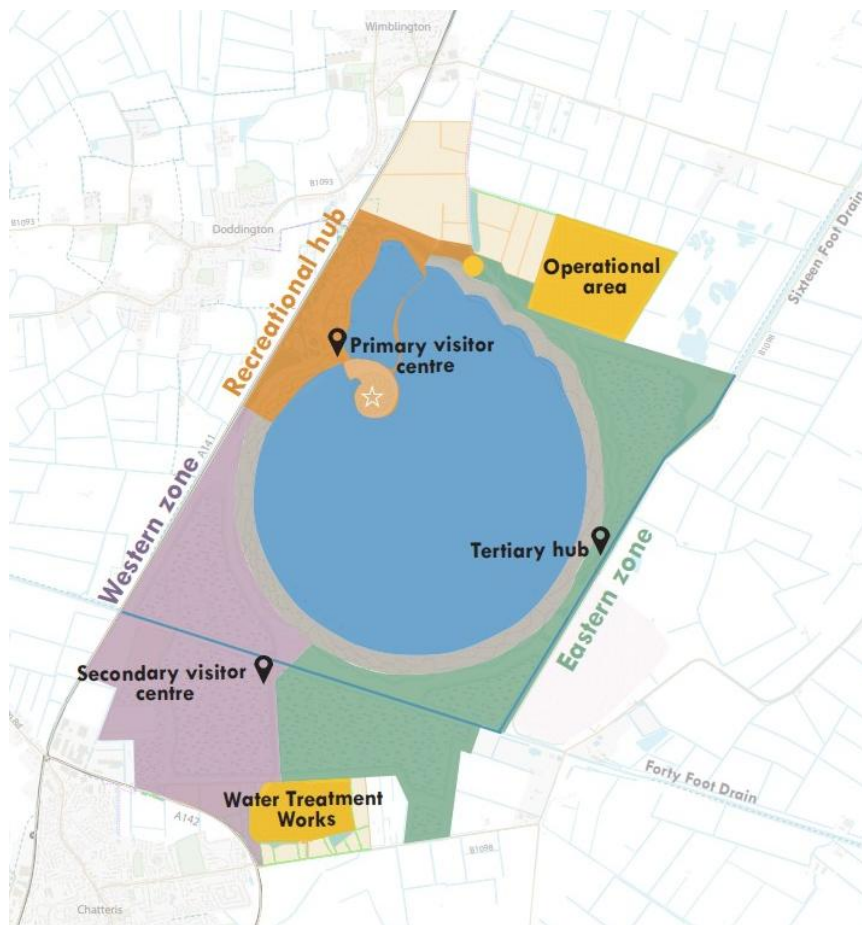 Wimblington
B1093
B1093
Doddington
Recreational hub
Operational
area
Sixteen Foot Drain
B1098
Primary visitor
centre
A141
Western zone
Tertiary hub
Eastern zone
Secondary visitor
centre
Forty Foot Drain
Water Treatment
Works
A142
B1098
Chatteris